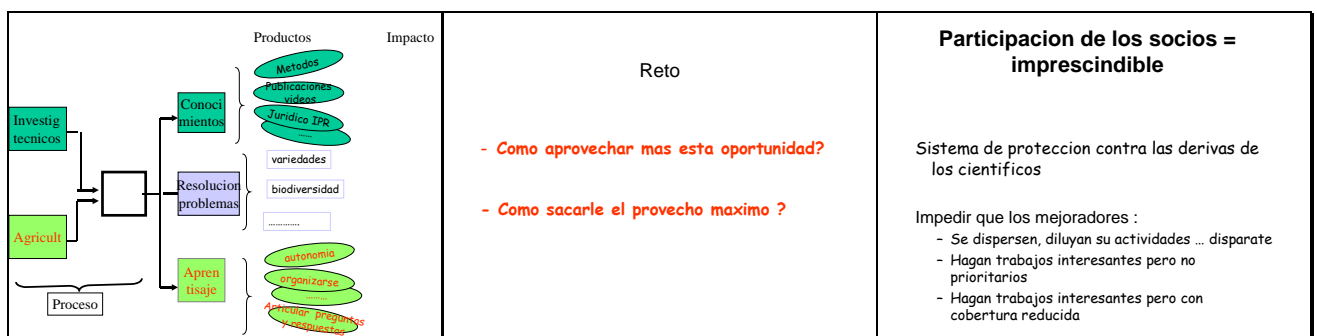 Productos
Impacto
Metodos
Publicaciones
videos
Juridico IPR
.......
Conoci
mientos
Investig
tecnicos
variedades
Resolucion
problemas
biodiversidad
.............
Agricult
autonomia
Apren
tisaje
organizarse
.........
Articular preguntas
y respuestas
Proceso
Reto
- Como aprovechar mas esta oportunidad?
- Como sacarle el provecho maximo ?
Participacion de los socios =
imprescindible
Sistema de proteccion contra las derivas de
los cientificos
Impedir que los mejoradores :
– Se dispersen, diluyan su actividades … disparate
– Hagan trabajos interesantes pero no
prioritarios
– Hagan trabajos interesantes pero con
cobertura reducida